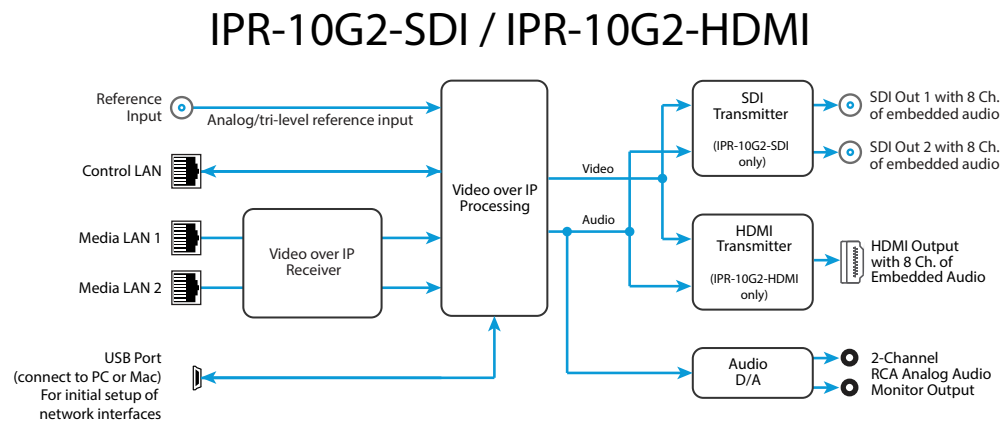 IPR-10G2-SDI / IPR-10G2-HDMI
Reference
Input
Analog/tri-level reference input
Control LAN
Media LAN 1
Media LAN 2
Video over IP
Receiver
USB Port
(connect to PC or Mac)
For initial setup of
network interfaces
Video over IP
Processing
Video
Audio
SDI
Transmitter
(IPR-10G2-SDI
only)
SDI Out 1 with 8 Ch.
of embedded audio
SDI Out 2 with 8 Ch.
of embedded audio
HDMI
Transmitter
(IPR-10G2-HDMI
only)
HDMI Output
with 8 Ch. of
Embedded Audio
Audio
D/A
2-Channel
RCA Analog Audio
Monitor Output